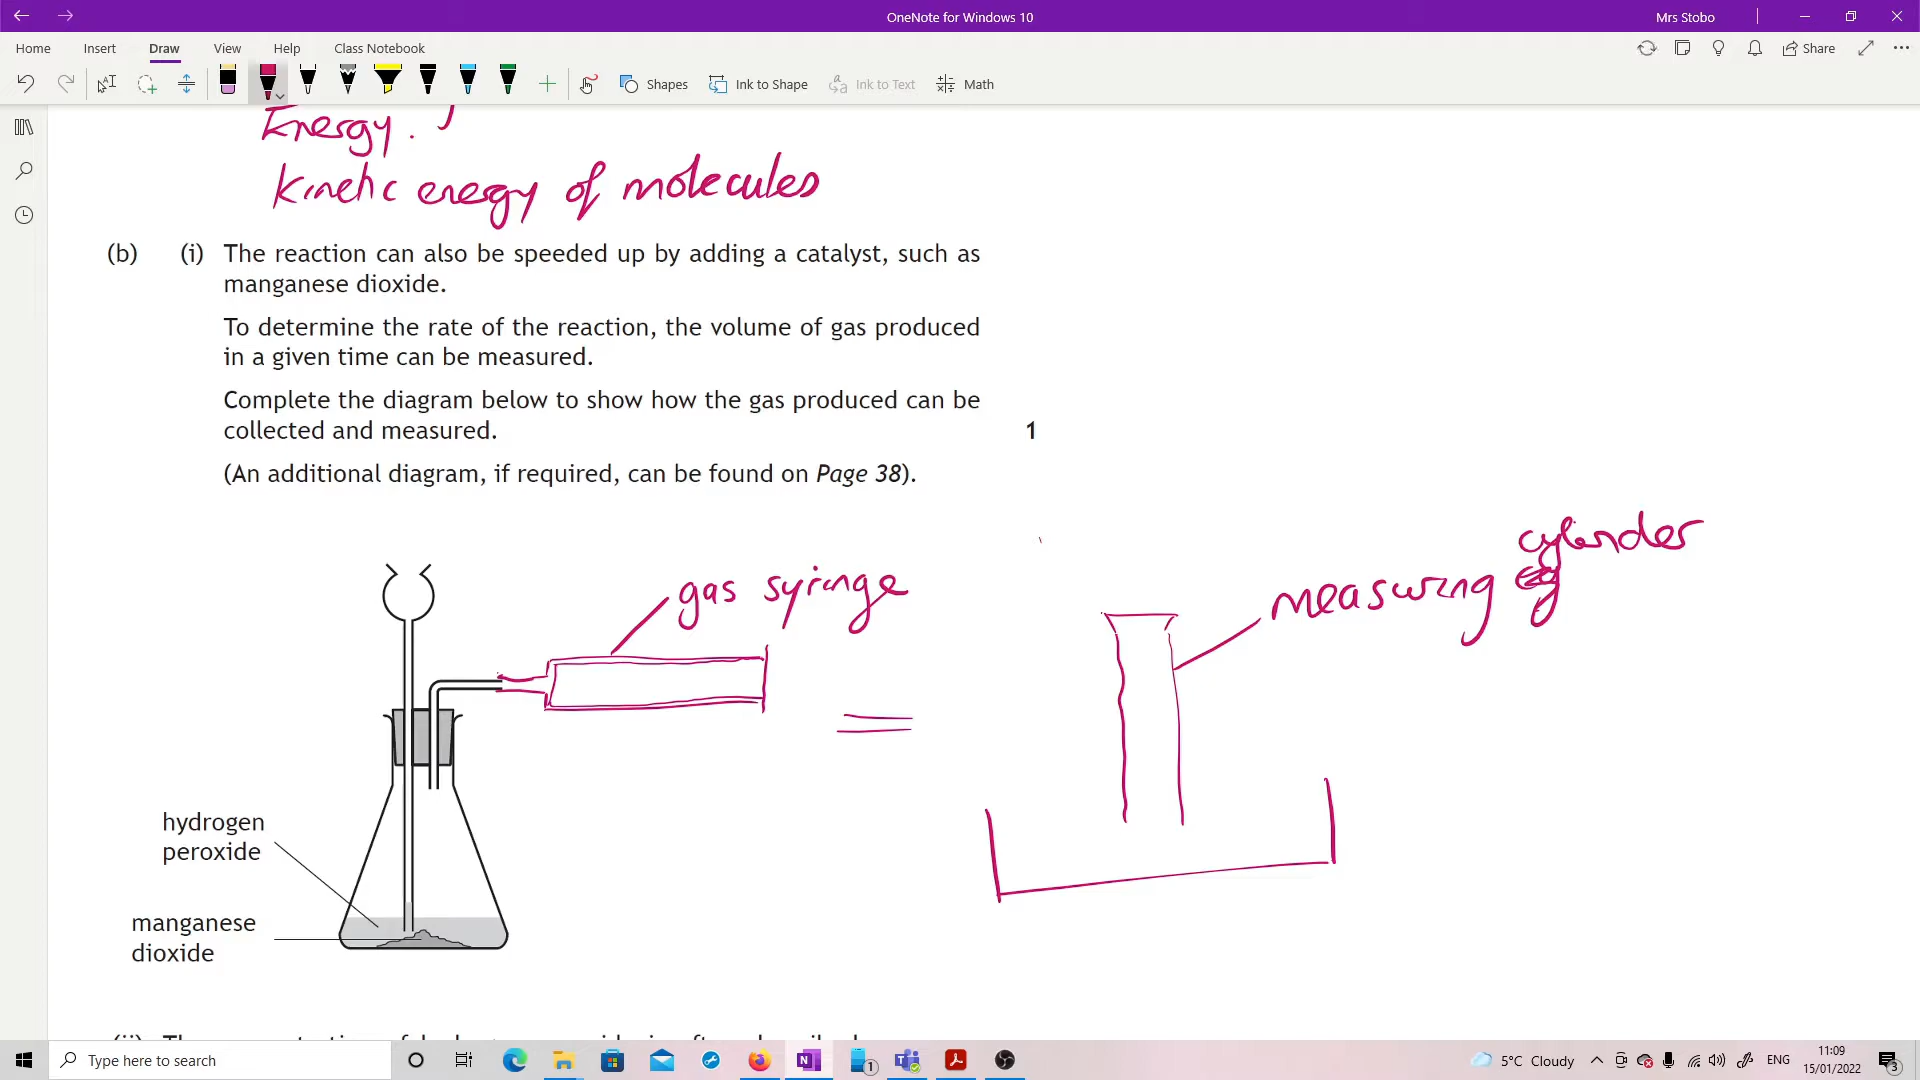 OneNote for Windows 10
Mrs Stobo
Home Insert Draw View Help Class Notebook
Share
Shapes Ink to Shape Ink to Text Math
Energy.
Kinetic energy of molecules
(b) (i) The reaction can also be speeded up by adding a catalyst, such as
manganese dioxide.
To determine the rate of the reaction, the volume of gas produced
in a given time can be measured.
Complete the diagram below to show how the gas produced can be
collected and measured. 1
(An additional diagram, if required, can be found on Page 38).
gas syringe
measuring cylinder
hydrogen
peroxide
manganese
dioxide
Type here to search
5°C Cloudy
ENG
11:09
15/01/2022